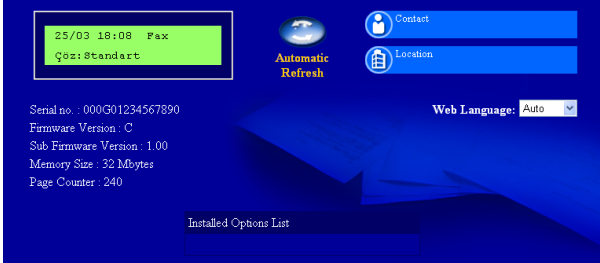 25/03 18:08 Fax
Çöz:Standart
Automatic
Refresh
Contact
Location
Serial no. : 000G01234567890
Firmware Version : C
Sub Firmware Version : 1.00
Memory Size : 32 Mbytes
Page Counter : 240
Web Language: Auto
Installed Options List